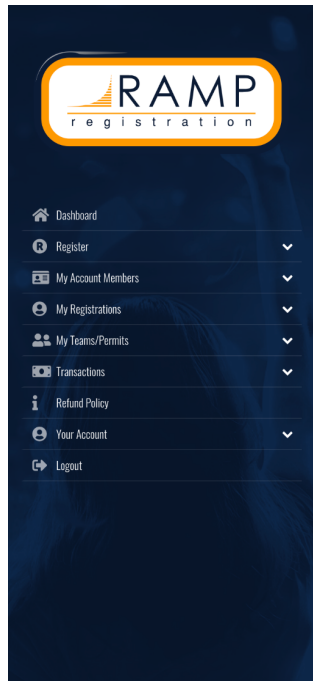 RAMP
registration
Dashboard
Register
My Account Members
My Registrations
My Teams/Permits
Transactions
Refund Policy
Your Account
Logout